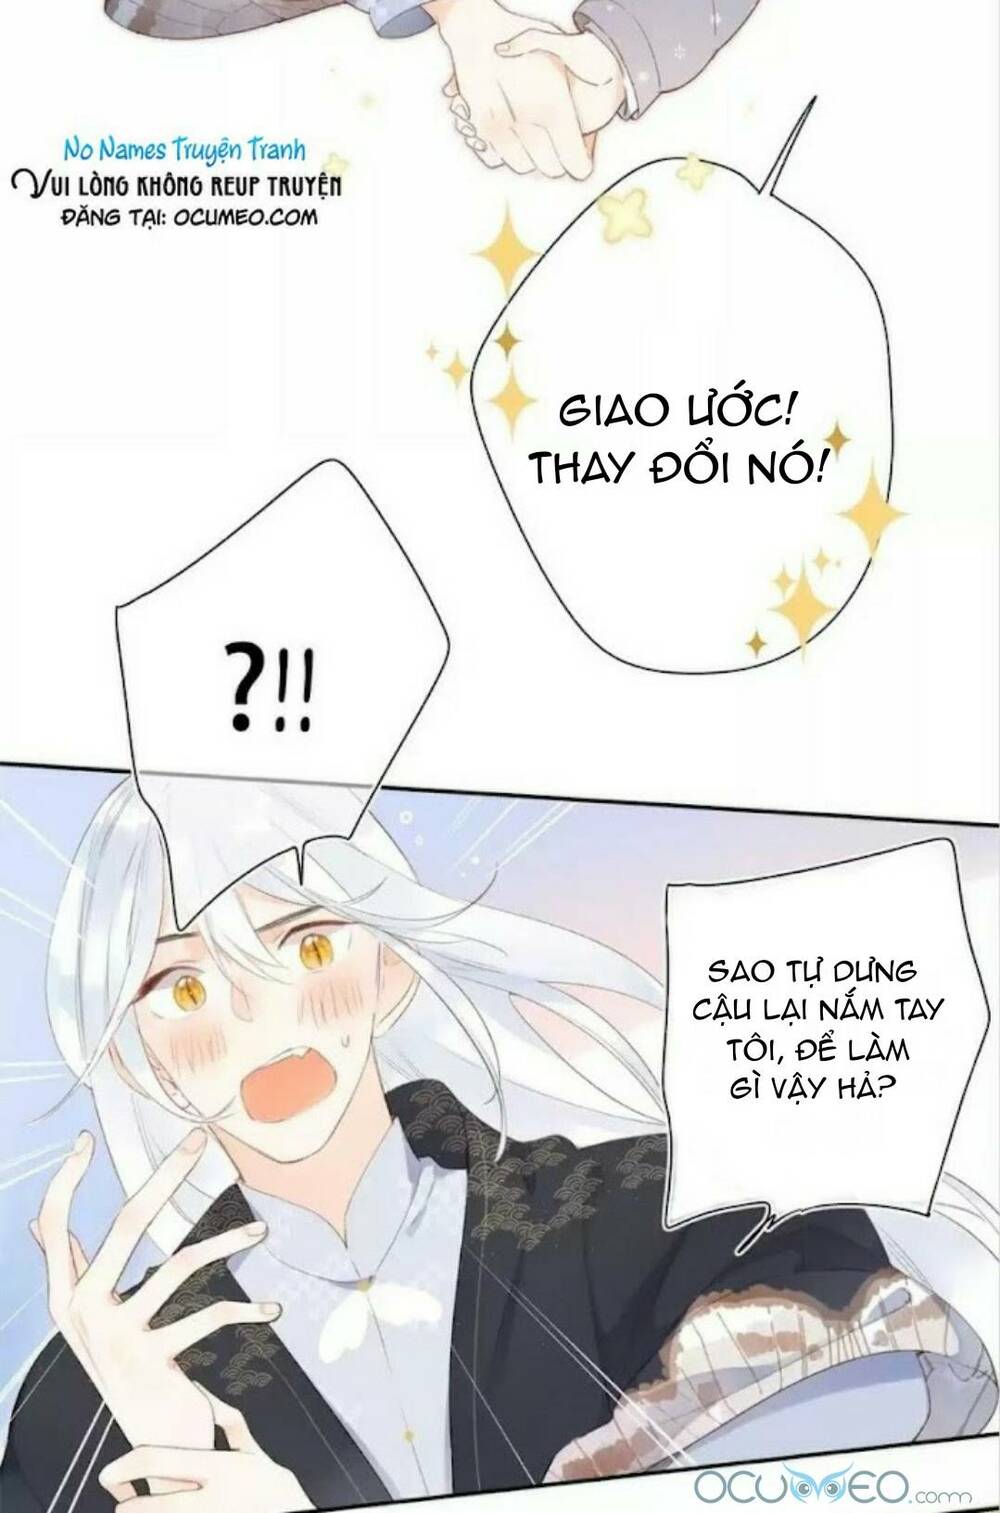 No Names Truyện Tranh
VUI LÒNG KHÔNG REUP TRUYỆN
ĐĂNG TẠI: OCUMEO.COM
GIAO ƯỚC!
THAY ĐỔI NÓ!
?!!
SAO TỰ DƯNG
CẬU LẠI NẮM TAY
TÔI, ĐỂ LÀM
GÌ VẬY HẢ?
OCUMEO.com